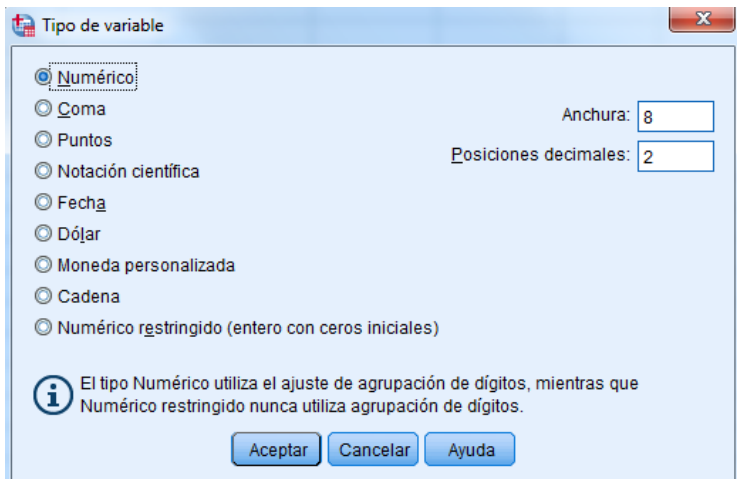 Tipo de variable
Numérico
Coma
Anchura: 8
Puntos
Posiciones decimales: 2
Notación científica
Fecha
Dólar
Moneda personalizada
Cadena
Numérico restringido (entero con ceros iniciales)
El tipo Numérico utiliza el ajuste de agrupación de dígitos, mientras que
Numérico restringido nunca utiliza agrupación de dígitos.
Aceptar Cancelar Ayuda